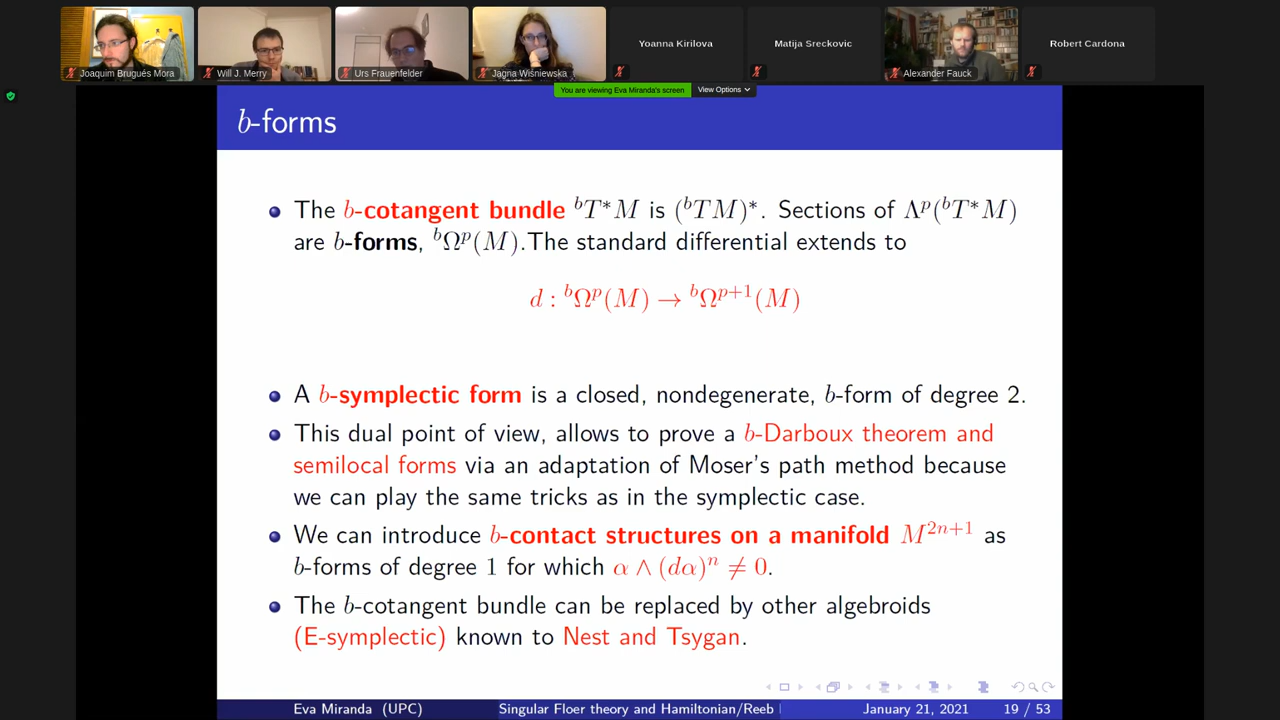 Joaquim Brugués Mora
Will J. Merry
Urs Frauenfelder
Jagna Wiśniewska
Yoanna Kirilova
Matija Sreckovic
Alexander Fauck
Robert Cardona
You are viewing Eva Miranda's screen
View Options
b-forms
The b-cotangent bundle ᵇT*M is (ᵇTM)*. Sections of Λᵖ(ᵇT*M)
are b-forms, ᵇΩᵖ(M).The standard differential extends to
d : ᵇΩᵖ(M) → ᵇΩᵖ⁺¹(M)
A b-symplectic form is a closed, nondegenerate, b-form of degree 2.
This dual point of view, allows to prove a b-Darboux theorem and
semilocal forms via an adaptation of Moser's path method because
we can play the same tricks as in the symplectic case.
We can introduce b-contact structures on a manifold M²ⁿ⁺¹ as
b-forms of degree 1 for which α ∧ (dα)ⁿ ≠ 0.
The b-cotangent bundle can be replaced by other algebroids
(E-symplectic) known to Nest and Tsygan.
Eva Miranda (UPC)
Singular Floer theory and Hamiltonian/Reeb
January 21, 2021
19 / 53